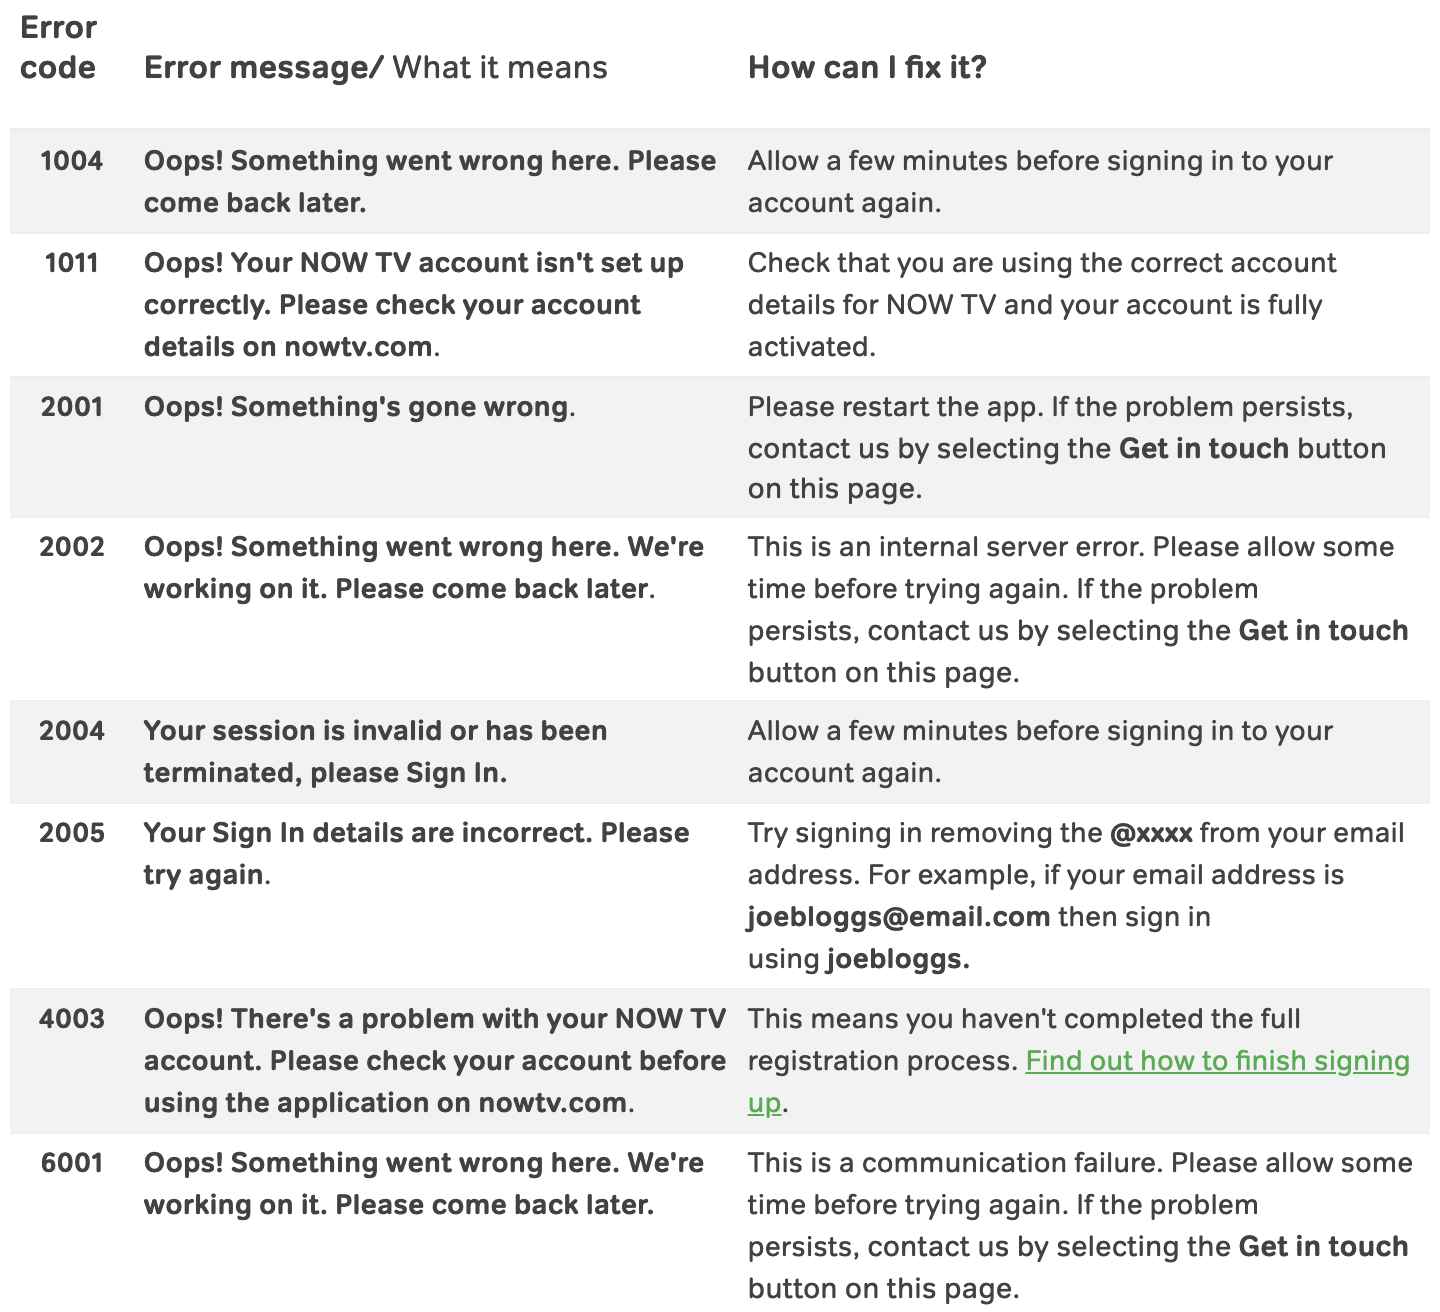 Error
code
Error message/ What it means
How can I fix it?
1004
Oops! Something went wrong here. Please
come back later.
Allow a few minutes before signing in to your
account again.
1011
Oops! Your NOW TV account isn't set up
correctly. Please check your account
details on nowtv.com.
Check that you are using the correct account
details for NOW TV and your account is fully
activated.
2001
Oops! Something's gone wrong.
Please restart the app. If the problem persists,
contact us by selecting the Get in touch button
on this page.
2002
Oops! Something went wrong here. We're
working on it. Please come back later.
This is an internal server error. Please allow some
time before trying again. If the problem
persists, contact us by selecting the Get in touch
button on this page.
2004
Your session is invalid or has been
terminated, please Sign In.
Allow a few minutes before signing in to your
account again.
2005
Your Sign In details are incorrect. Please
try again.
Try signing in removing the @xxxx from your email
address. For example, if your email address is
joebloggs@email.com then sign in
using joebloggs.
4003
Oops! There's a problem with your NOW TV
account. Please check your account before
using the application on nowtv.com.
This means you haven't completed the full
registration process. Find out how to finish signing
up.
6001
Oops! Something went wrong here. We're
working on it. Please come back later.
This is a communication failure. Please allow some
time before trying again. If the problem
persists, contact us by selecting the Get in touch
button on this page.